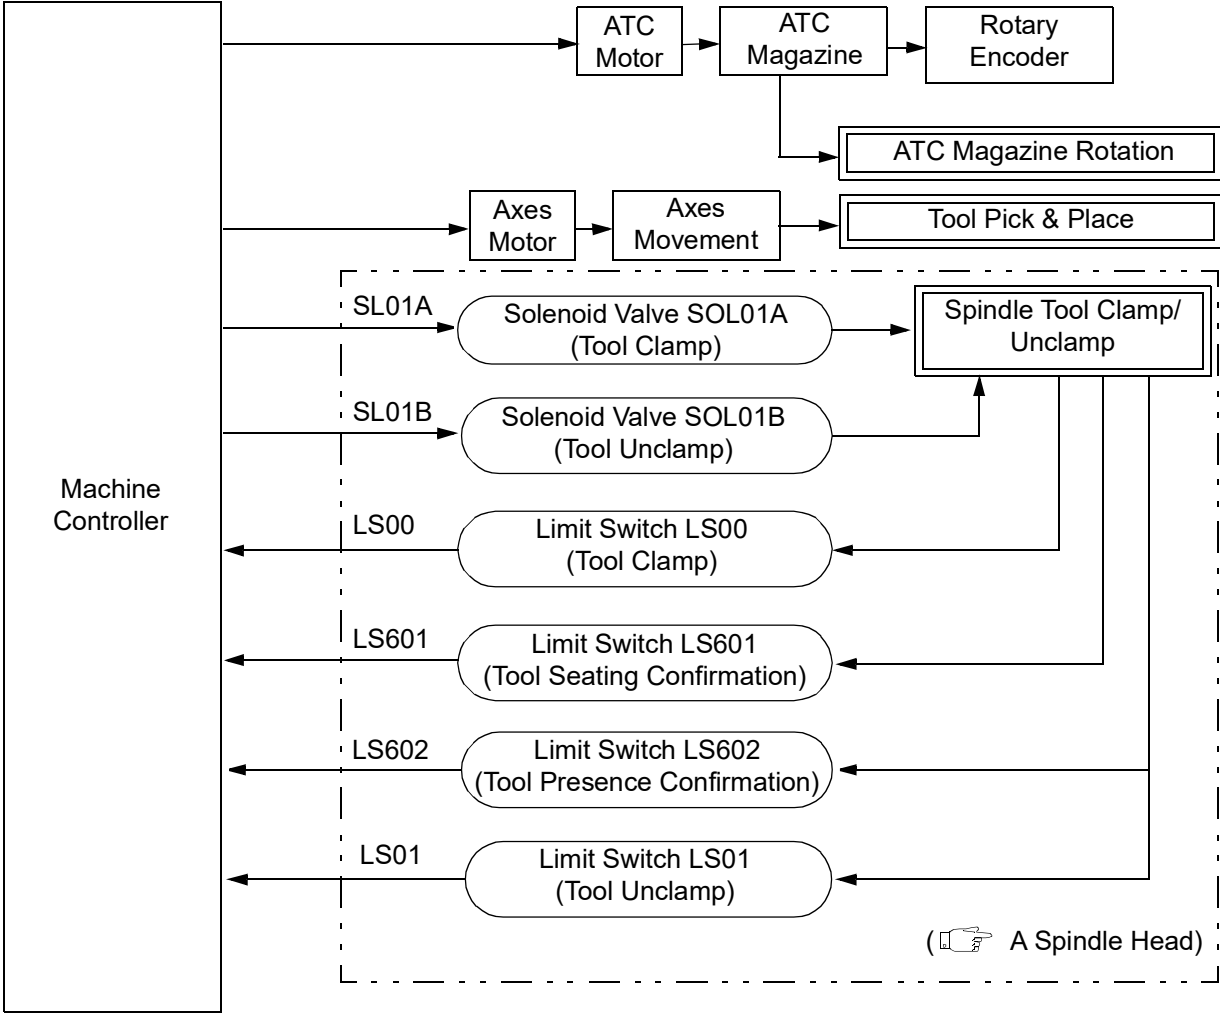 ATC
Motor
ATC
Magazine
Rotary
Encoder
ATC Magazine Rotation
Axes
Motor
Axes
Movement
Tool Pick & Place
SL01A
Solenoid Valve SOL01A
(Tool Clamp)
Spindle Tool Clamp/
Unclamp
SL01B
Solenoid Valve SOL01B
(Tool Unclamp)
Machine
Controller
LS00
Limit Switch LS00
(Tool Clamp)
LS601
Limit Switch LS601
(Tool Seating Confirmation)
LS602
Limit Switch LS602
(Tool Presence Confirmation)
LS01
Limit Switch LS01
(Tool Unclamp)
(☞ A Spindle Head)